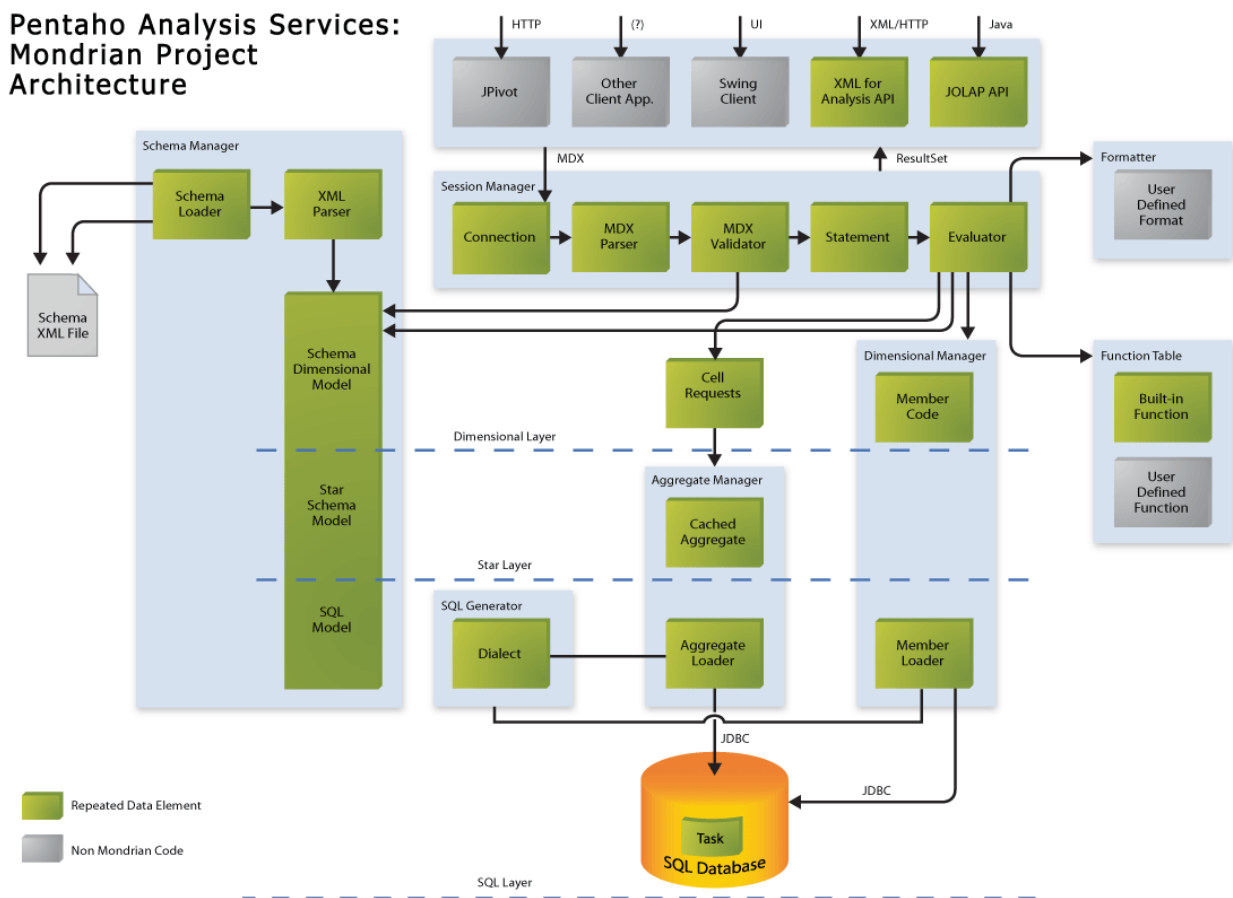 Pentaho Analysis Services:
Mondrian Project
Architecture
HTTP
(?)
UI
XML/HTTP
Java
JPivot
Other
Client App.
Swing
Client
XML for
Analysis API
JOLAP API
MDX
ResultSet
Schema Manager
Schema
Loader
XML
Parser
Schema
XML File
Schema
Dimensional
Model
Star
Schema
Model
SQL
Model
Session Manager
Connection
MDX
Parser
MDX
Validator
Statement
Evaluator
Formatter
User
Defined
Format
Cell
Requests
Dimensional Manager
Member
Code
Function Table
Built-in
Function
User
Defined
Function
Dimensional Layer
Aggregate Manager
Cached
Aggregate
Star Layer
SQL Generator
Dialect
Aggregate
Loader
Member
Loader
JDBC
JDBC
Task
SQL Database
Repeated Data Element
Non Mondrian Code
SQL Layer